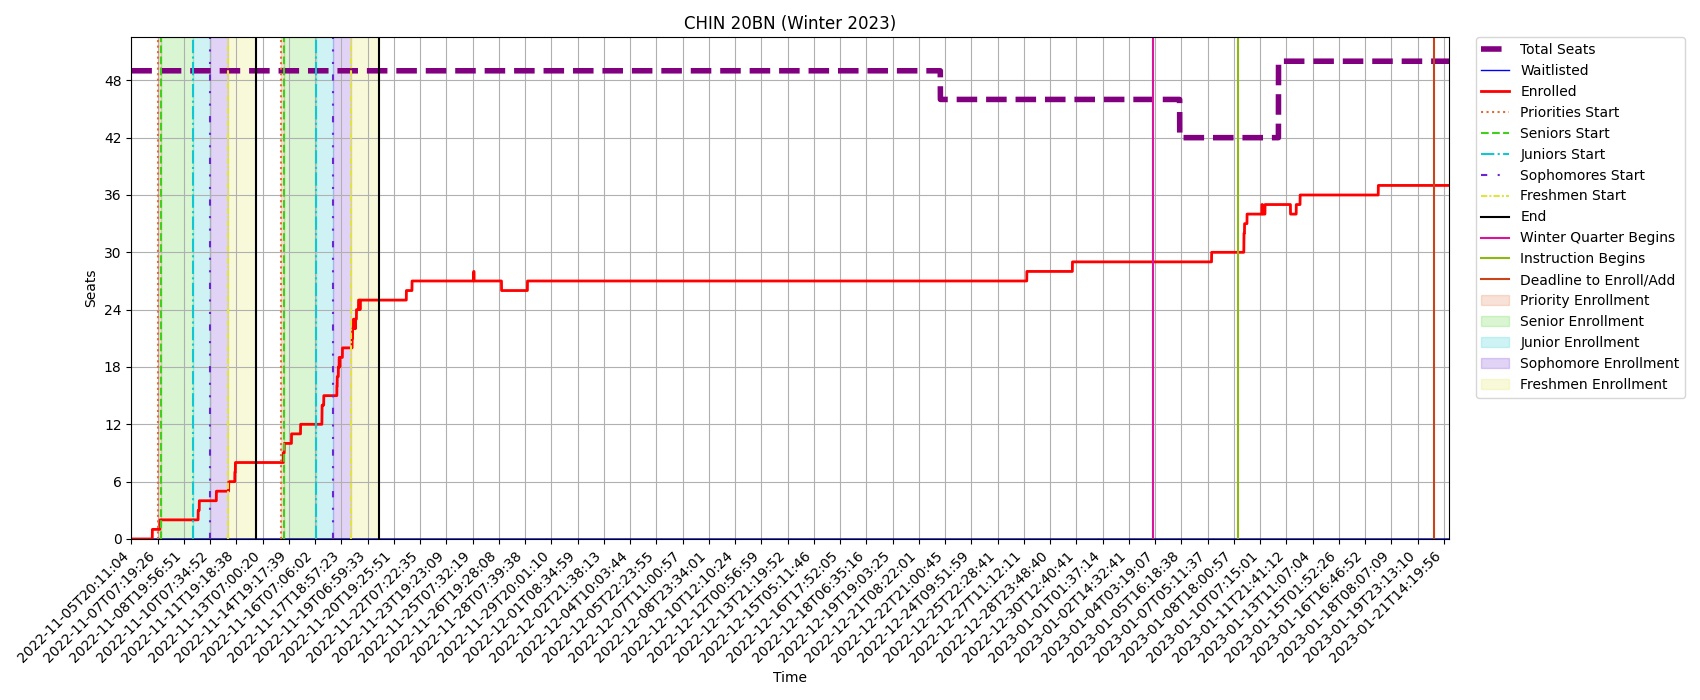 CHIN 20BN (Winter 2023)
Seats
48
42
36
30
24
18
12
6
0
2022-11-05T20:11:04
2022-11-07T07:19:26
2022-11-08T19:56:51
2022-11-10T07:34:52
2022-11-11T19:18:38
2022-11-13T07:00:20
2022-11-14T19:17:39
2022-11-16T07:06:02
2022-11-17T18:57:23
2022-11-19T06:59:33
2022-11-20T19:25:51
2022-11-22T07:22:35
2022-11-23T19:23:09
2022-11-25T07:32:19
2022-11-26T19:28:08
2022-11-28T07:39:38
2022-11-29T20:01:10
2022-12-01T08:34:59
2022-12-02T21:38:13
2022-12-04T10:03:44
2022-12-05T22:23:55
2022-12-07T11:00:57
2022-12-08T23:34:01
2022-12-10T12:10:24
2022-12-12T00:56:59
2022-12-13T13:19:52
2022-12-15T05:11:46
2022-12-16T17:52:05
2022-12-18T06:35:16
2022-12-19T19:03:25
2022-12-21T08:22:01
2022-12-22T21:00:45
2022-12-24T09:51:59
2022-12-25T22:28:41
2022-12-27T11:12:11
2022-12-28T23:48:40
2022-12-30T12:40:41
2023-01-01T01:37:14
2023-01-02T14:32:41
2023-01-04T03:19:07
2023-01-05T16:18:38
2023-01-07T05:11:37
2023-01-08T18:00:57
2023-01-10T07:15:01
2023-01-11T21:41:12
2023-01-13T11:07:04
2023-01-15T01:52:26
2023-01-16T16:46:52
2023-01-18T08:07:09
2023-01-19T23:13:10
2023-01-21T14:19:56
Time
Total Seats
Waitlisted
Enrolled
Priorities Start
Seniors Start
Juniors Start
Sophomores Start
Freshmen Start
End
Winter Quarter Begins
Instruction Begins
Deadline to Enroll/Add
Priority Enrollment
Senior Enrollment
Junior Enrollment
Sophomore Enrollment
Freshmen Enrollment